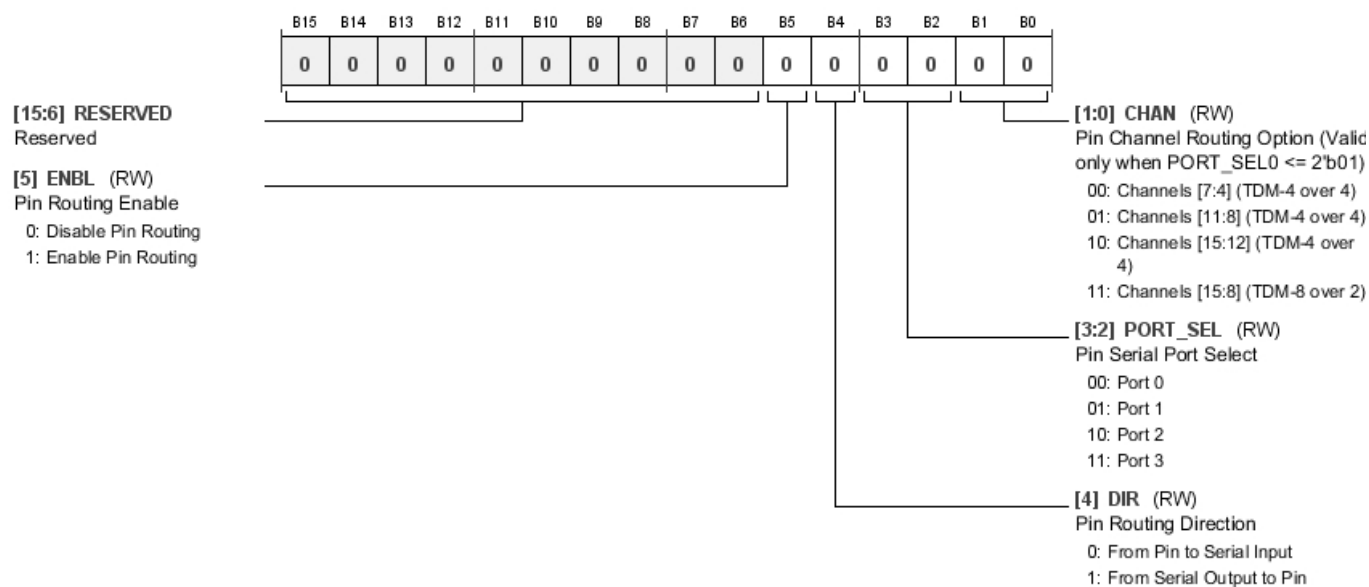 B15 B14 B13 B12 B11 B10 B9 B8 B7 B6 B5 B4 B3 B2 B1 B0
0 0 0 0 0 0 0 0 0 0 0 0 0 0 0 0
[15:6] RESERVED
Reserved
[5] ENBL (RW)
Pin Routing Enable
0: Disable Pin Routing
1: Enable Pin Routing
[1:0] CHAN (RW)
Pin Channel Routing Option (Valid
only when PORT_SEL0 <= 2'b01)
00: Channels [7:4] (TDM-4 over 4)
01: Channels [11:8] (TDM-4 over 4)
10: Channels [15:12] (TDM-4 over
4)
11: Channels [15:8] (TDM-8 over 2)
[3:2] PORT_SEL (RW)
Pin Serial Port Select
00: Port 0
01: Port 1
10: Port 2
11: Port 3
[4] DIR (RW)
Pin Routing Direction
0: From Pin to Serial Input
1: From Serial Output to Pin